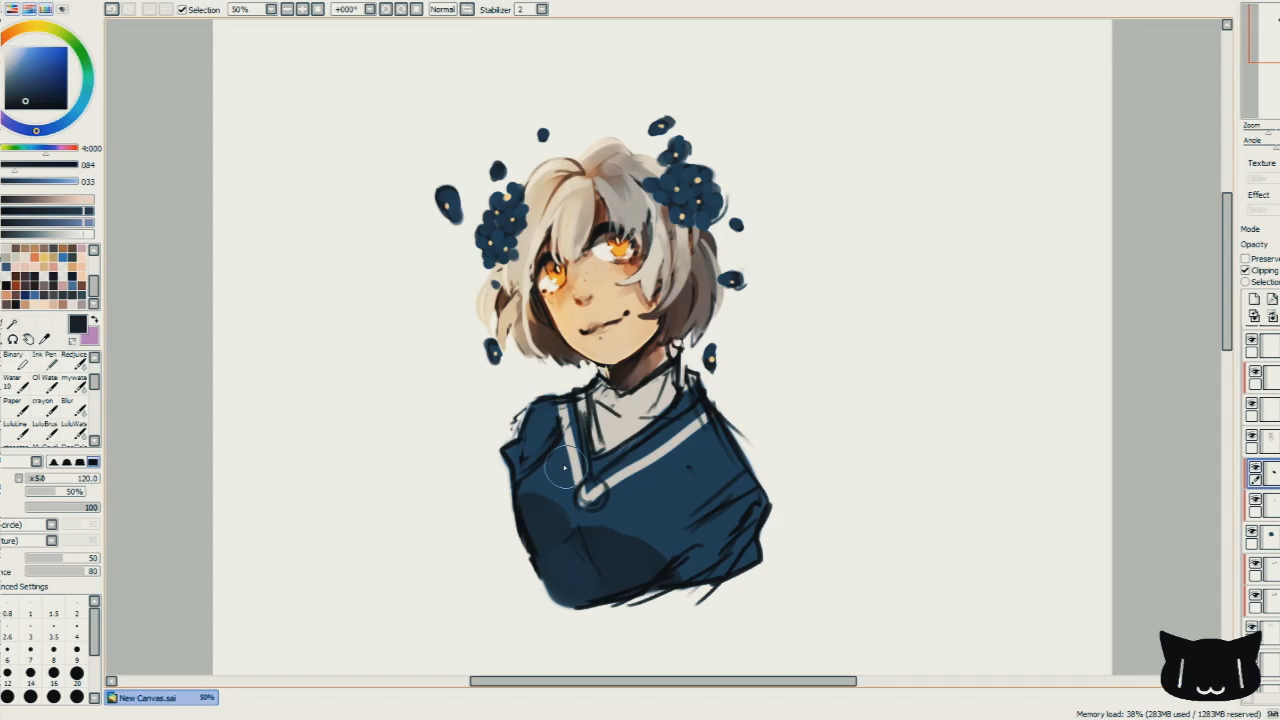 Selection 50% +000° Normal Stabilizer 2
4:000
084
033
Zoom
Angle
Texture
Effect
Mode
Opacity
Preserve
Clipping
Selection
Binary Ink Pen Redjuice
Water Oil Wate mywate
10
Paper crayon Blur
LuluLine LuluBrus LuluWate
x5.0 120.0
50%
100
circle)
ture)
50
nce 80
nced Settings
0.8 1 1.5 2
2.6 3 3.5 4
6 7 8 9
12 14 16 20
New Canvas.sai 50%
Memory load: 38% (283MB used / 1283MB reserved)